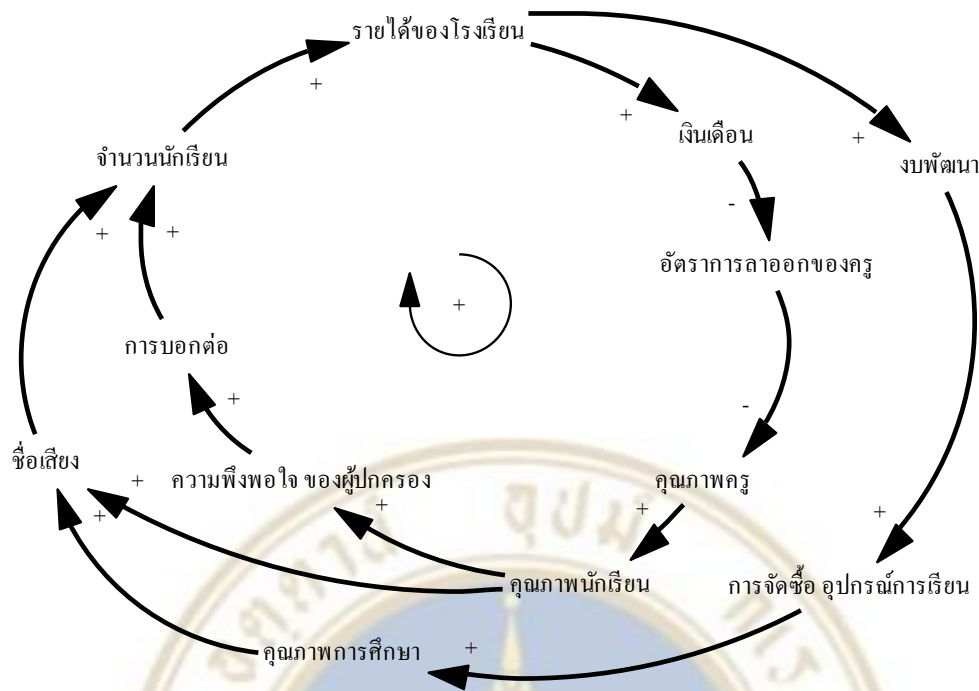 รายได้ของโรงเรียน
+
+
เงินเดือน
+
งบพัฒนา
จำนวนนักเรียน
-
+
+
อัตราการลาออกของครู
+
การบอกต่อ
+
-
ชื่อเสียง
+
ความพึงพอใจ ของผู้ปกครอง
คุณภาพครู
+
+
+
+
คุณภาพนักเรียน
การจัดซื้อ อุปกรณ์การเรียน
คุณภาพการศึกษา
+